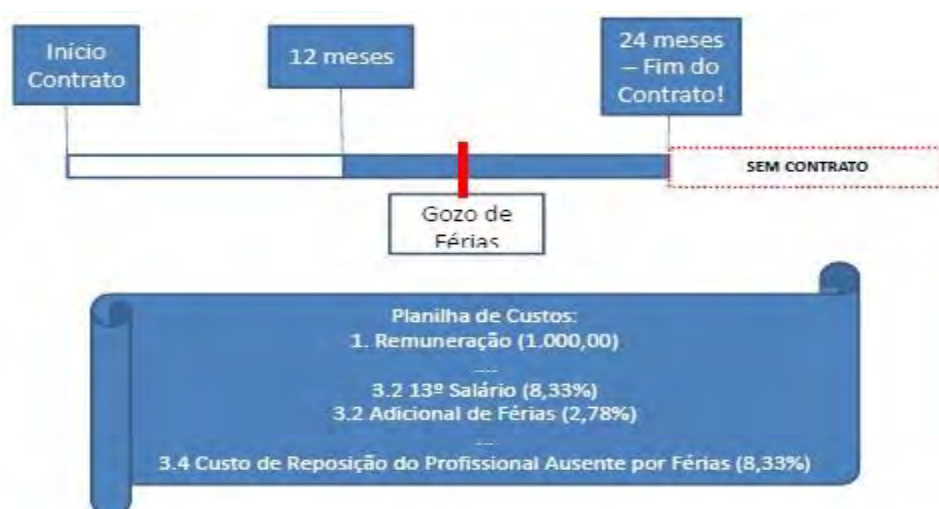 Início
Contrato
12 meses
24 meses
– Fim do
Contrato!
SEM CONTRATO
Gozo de
Férias
Planilha de Custos:
1. Remuneração (1.000,00)
....
3.2 13º Salário (8,33%)
3.2 Adicional de Férias (2,78%)
....
3.4 Custo de Reposição do Profissional Ausente por Férias (8,33%)